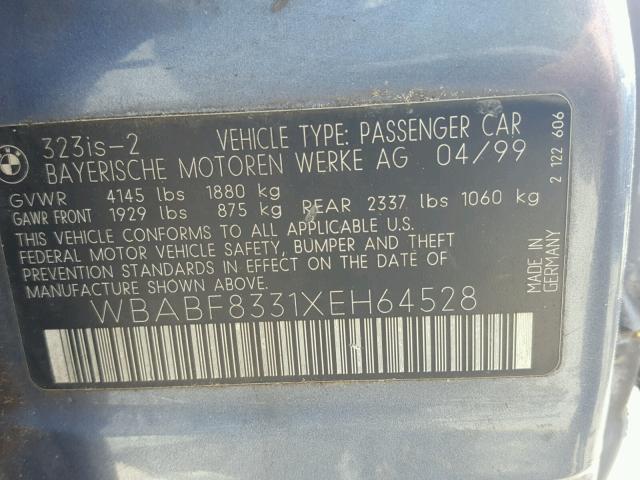 323is-2 VEHICLE TYPE: PASSENGER CAR
BAYERISCHE MOTOREN WERKE AG 04/99
GVWR 4145 lbs 1880 kg
GAWR FRONT 1929 lbs 875 kg REAR 2337 lbs 1060 kg
THIS VEHICLE CONFORMS TO ALL APPLICABLE U.S.
FEDERAL MOTOR VEHICLE SAFETY, BUMPER AND THEFT
PREVENTION STANDARDS IN EFFECT ON THE DATE OF
MANUFACTURE SHOWN ABOVE.
WBABF8331XEH64528
2 122 606
MADE IN
GERMANY